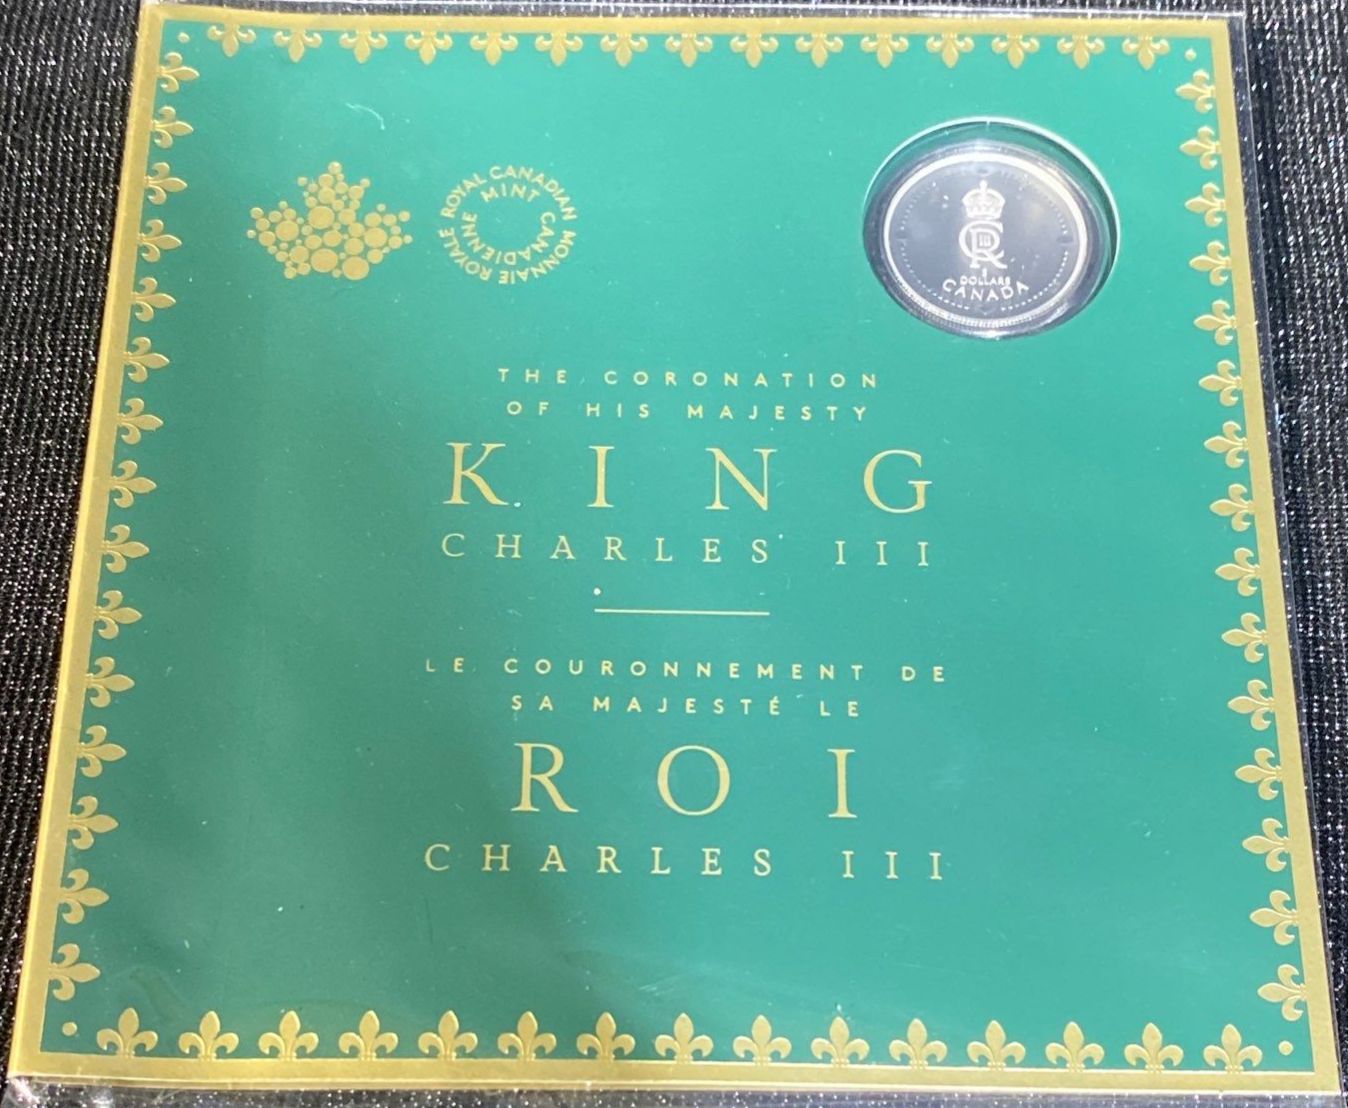 ROYAL CANADIAN MINT
MONNAIE ROYALE CANADIENNE
C III R
DOLLARS
CANADA
THE CORONATION
OF HIS MAJESTY
KING
CHARLES III
LE COURONNEMENT DE
SA MAJESTÉ LE
ROI
CHARLES III